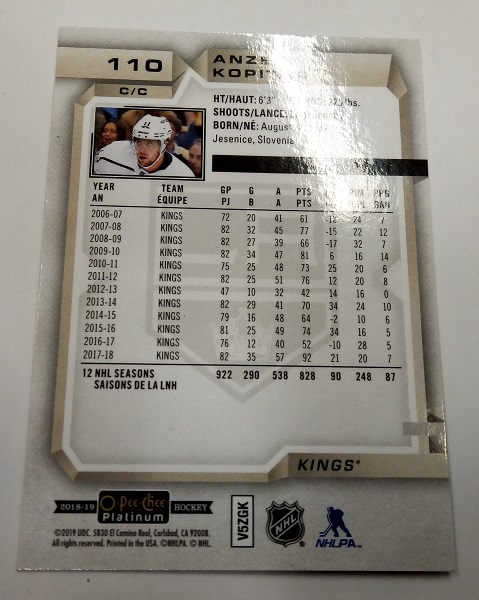 110 ANZE
KOPI
C/C
HT/HAUT: 6'3" lbs.
SHOOTS/LANCE:
BORN/NÉ: August
Jesenice, Slovenia
YEAR TEAM GP G A PTS PPG
AN ÉQUIPE PJ B A PTS BAN
2006-07 KINGS 72 20 41 61 -12 24 7
2007-08 KINGS 82 32 45 77 -15 22 12
2008-09 KINGS 82 27 39 66 -17 32 7
2009-10 KINGS 82 34 47 81 6 16 14
2010-11 KINGS 75 25 48 73 25 20 6
2011-12 KINGS 82 25 51 76 12 20 8
2012-13 KINGS 47 10 32 42 14 16 0
2013-14 KINGS 82 29 41 70 34 24 10
2014-15 KINGS 79 16 48 64 -2 10 6
2015-16 KINGS 81 25 49 74 34 16 5
2016-17 KINGS 76 12 40 52 -10 28 5
2017-18 KINGS 82 35 57 92 21 20 7
12 NHL SEASONS 922 290 538 828 90 248 87
SAISONS DE LA LNH
KINGS®
2018-19 O-Pee-Chee HOCKEY
Platinum
©2019 UDC. 5830 El Camino Real, Carlsbad, CA 92008.
All rights reserved. Printed in the USA. ©NHLPA. © NHL.
V5ZGK
NHL
NHLPA